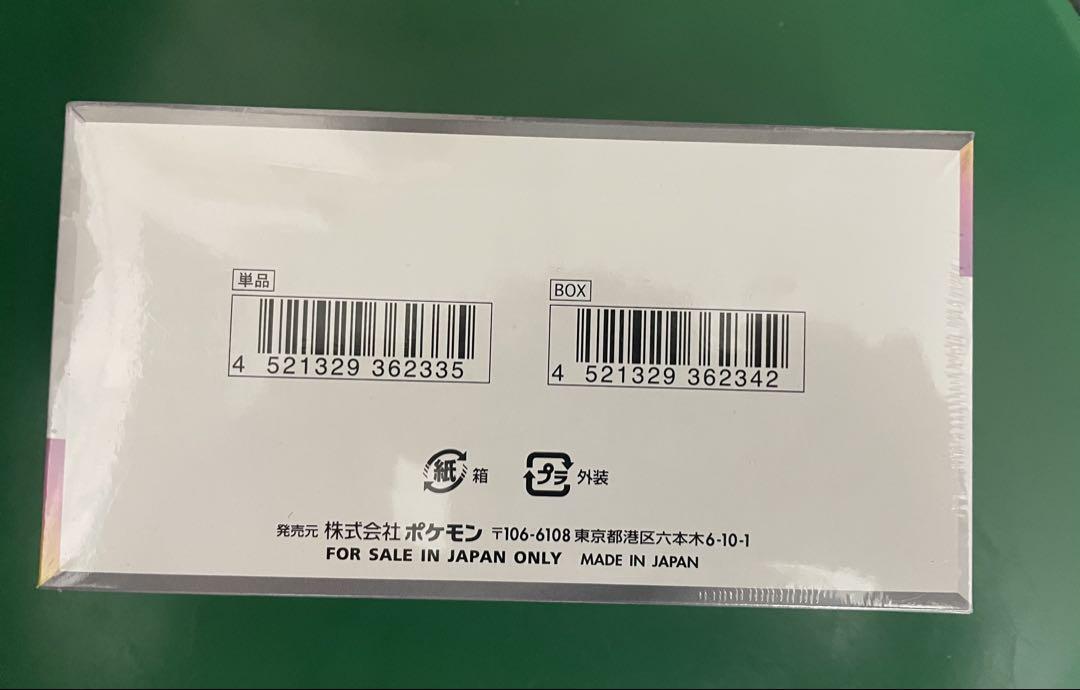 単品
4 521329 362335
BOX
4 521329 362342
紙 箱
プラ 外装
発売元 株式会社 ポケモン 〒106-6108 東京都港区六本木6-10-1
FOR SALE IN JAPAN ONLY MADE IN JAPAN